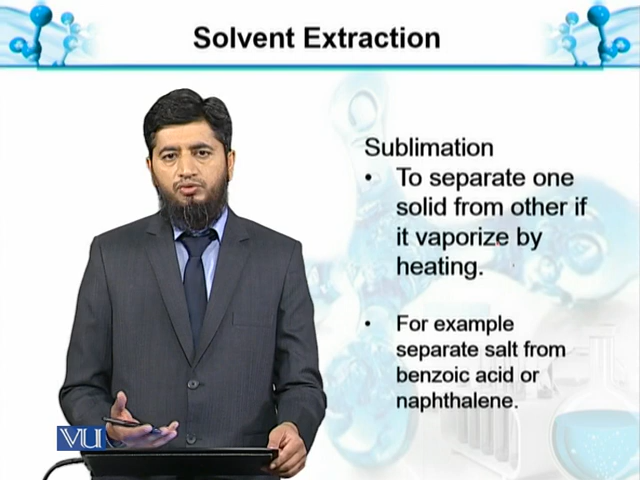 Solvent Extraction
Sublimation
• To separate one
solid from other if
it vaporize by
heating.
• For example
separate salt from
benzoic acid or
naphthalene.
VU